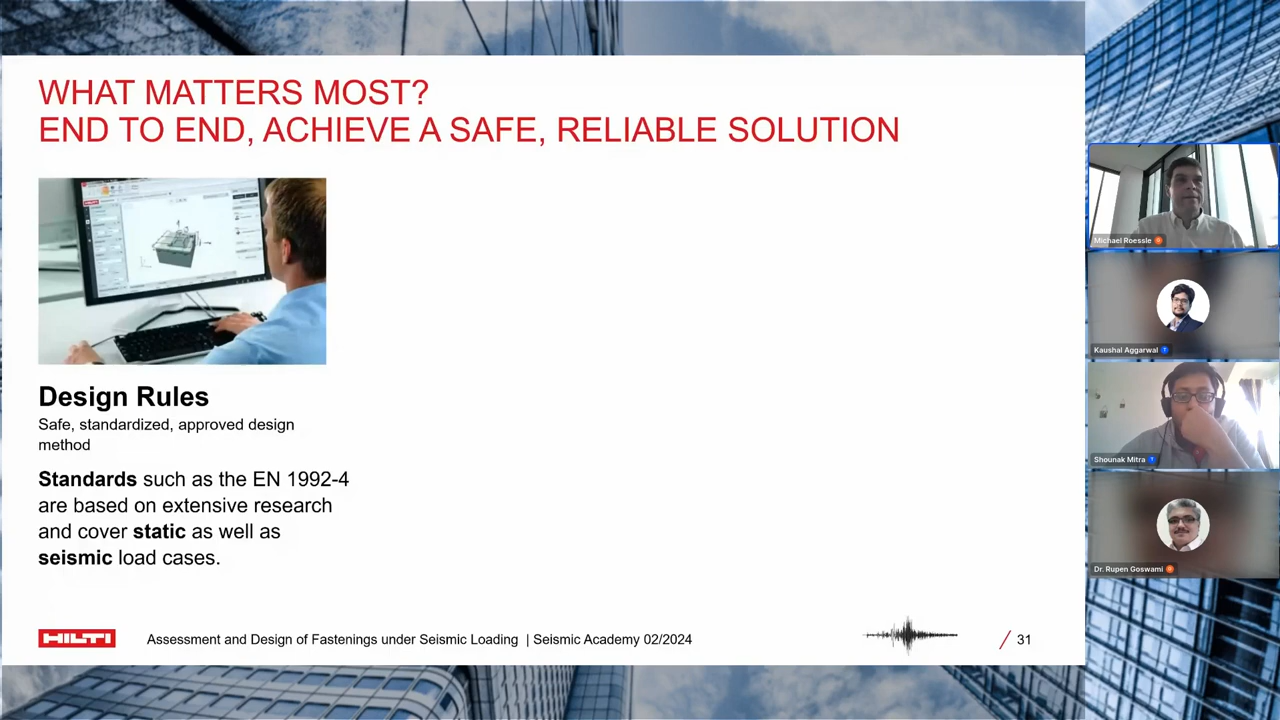 WHAT MATTERS MOST?
END TO END, ACHIEVE A SAFE, RELIABLE SOLUTION
HILTI
Design Rules
Safe, standardized, approved design
method
Standards such as the EN 1992-4
are based on extensive research
and cover static as well as
seismic load cases.
HILTI
Assessment and Design of Fastenings under Seismic Loading | Seismic Academy 02/2024
31
Michael Roessle
Kaushal Aggarwal
Shounak Mitra
Dr. Rupen Goswami